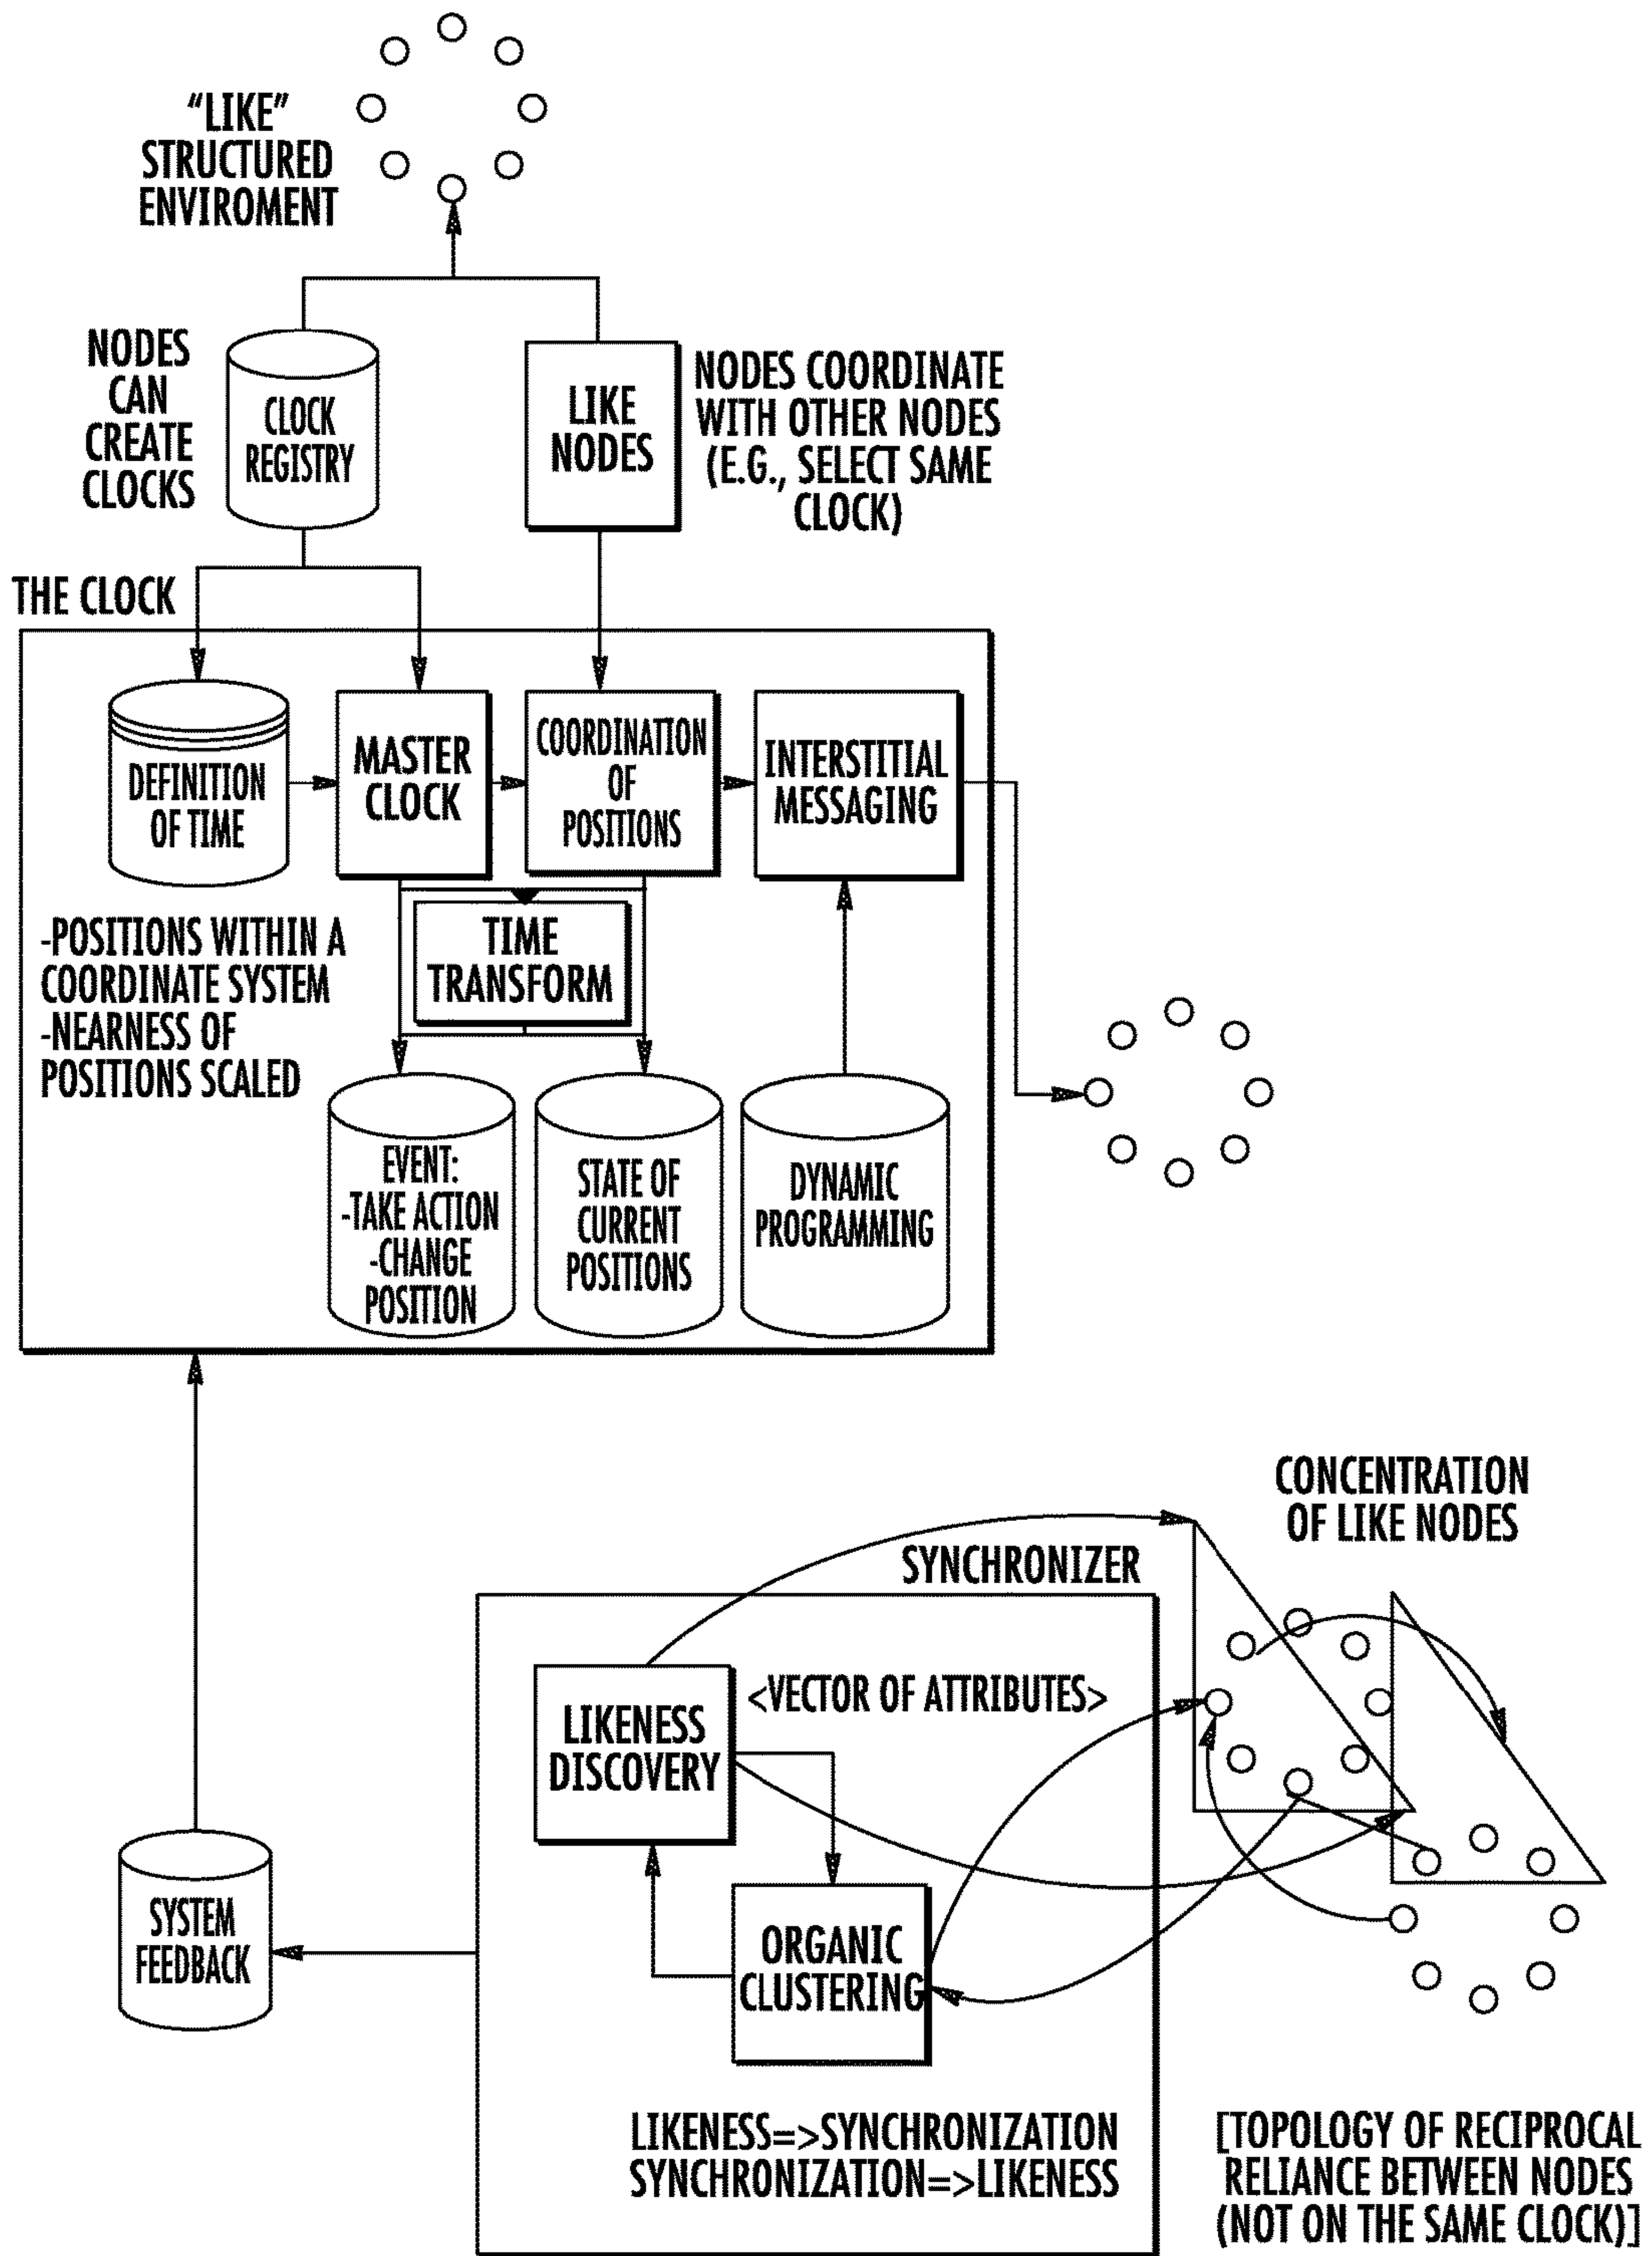 “LIKE”
STRUCTURED
ENVIROMENT
NODES
CAN
CREATE
CLOCKS
CLOCK
REGISTRY
LIKE
NODES
NODES COORDINATE
WITH OTHER NODES
(E.G., SELECT SAME
CLOCK)
THE CLOCK
DEFINITION
OF TIME
MASTER
CLOCK
COORDINATION
OF
POSITIONS
INTERSTITIAL
MESSAGING
-POSITIONS WITHIN A
COORDINATE SYSTEM
-NEARNESS OF
POSITIONS SCALED
TIME
TRANSFORM
EVENT:
-TAKE ACTION
-CHANGE
POSITION
STATE OF
CURRENT
POSITIONS
DYNAMIC
PROGRAMMING
CONCENTRATION
OF LIKE NODES
SYNCHRONIZER
LIKENESS
DISCOVERY
<VECTOR OF ATTRIBUTES>
SYSTEM
FEEDBACK
ORGANIC
CLUSTERING
LIKENESS=>SYNCHRONIZATION
SYNCHRONIZATION=>LIKENESS
[TOPOLOGY OF RECIPROCAL
RELIANCE BETWEEN NODES
(NOT ON THE SAME CLOCK)]